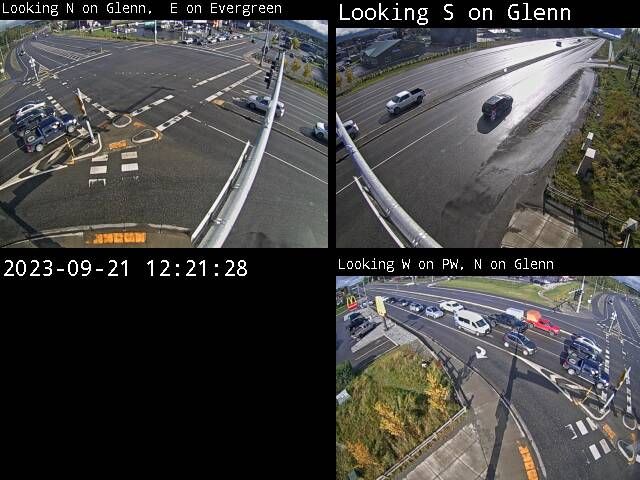 Looking N on Glenn,  E on Evergreen
Looking S on Glenn
2023-09-21 12:21:28
Looking W on PW, N on Glenn